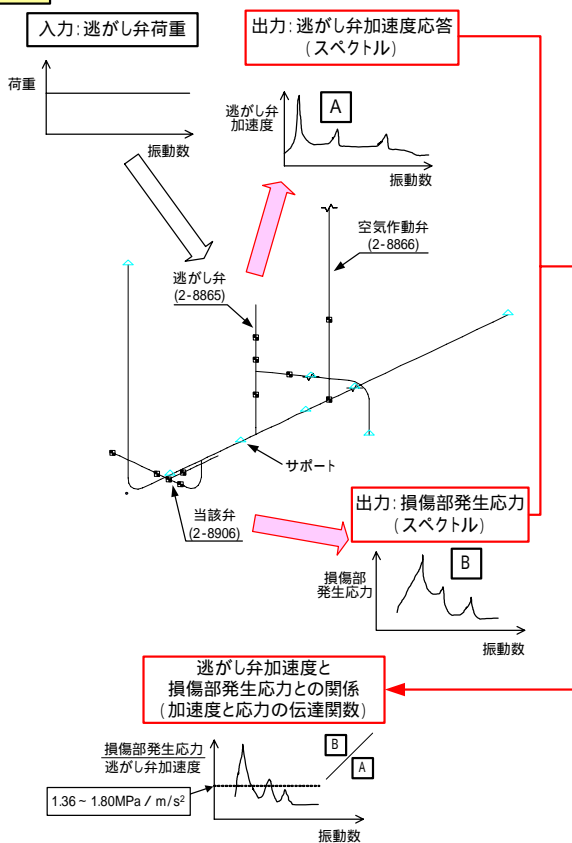 入力：逃がし弁荷重
荷重
振動数
出力：逃がし弁加速度応答
（スペクトル）
逃がし弁
加速度
A
振動数
空気作動弁
(2-8866)
逃がし弁
(2-8865)
サポート
当該弁
(2-8906)
出力：損傷部発生応力
（スペクトル）
損傷部
発生応力
B
振動数
逃がし弁加速度と
損傷部発生応力との関係
（加速度と応力の伝達関数）
損傷部発生応力
逃がし弁加速度
B
A
1.36～1.80MPa／m/s²
振動数